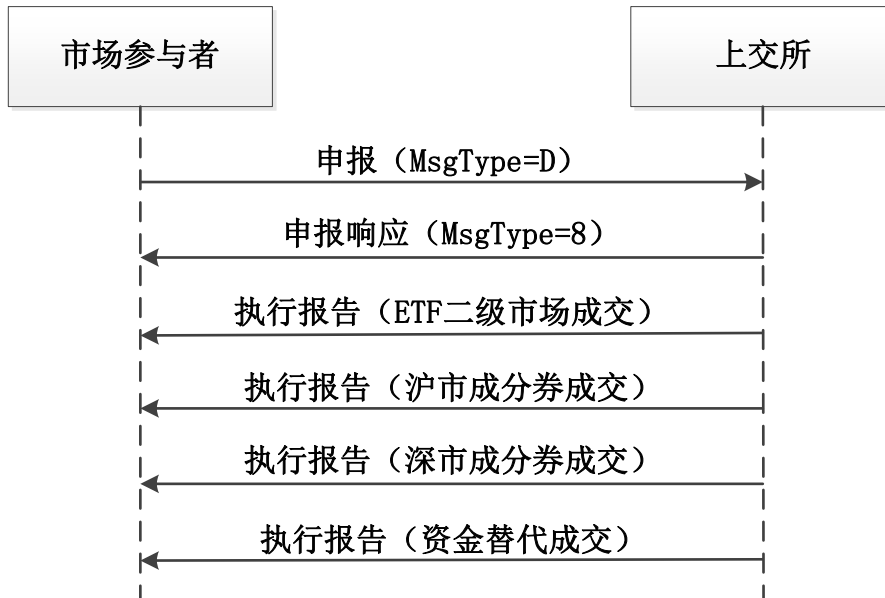 市场参与者
上交所
申报（MsgType=D）
申报响应（MsgType=8）
执行报告（ETF二级市场成交）
执行报告（沪市成分券成交）
执行报告（深市成分券成交）
执行报告（资金替代成交）